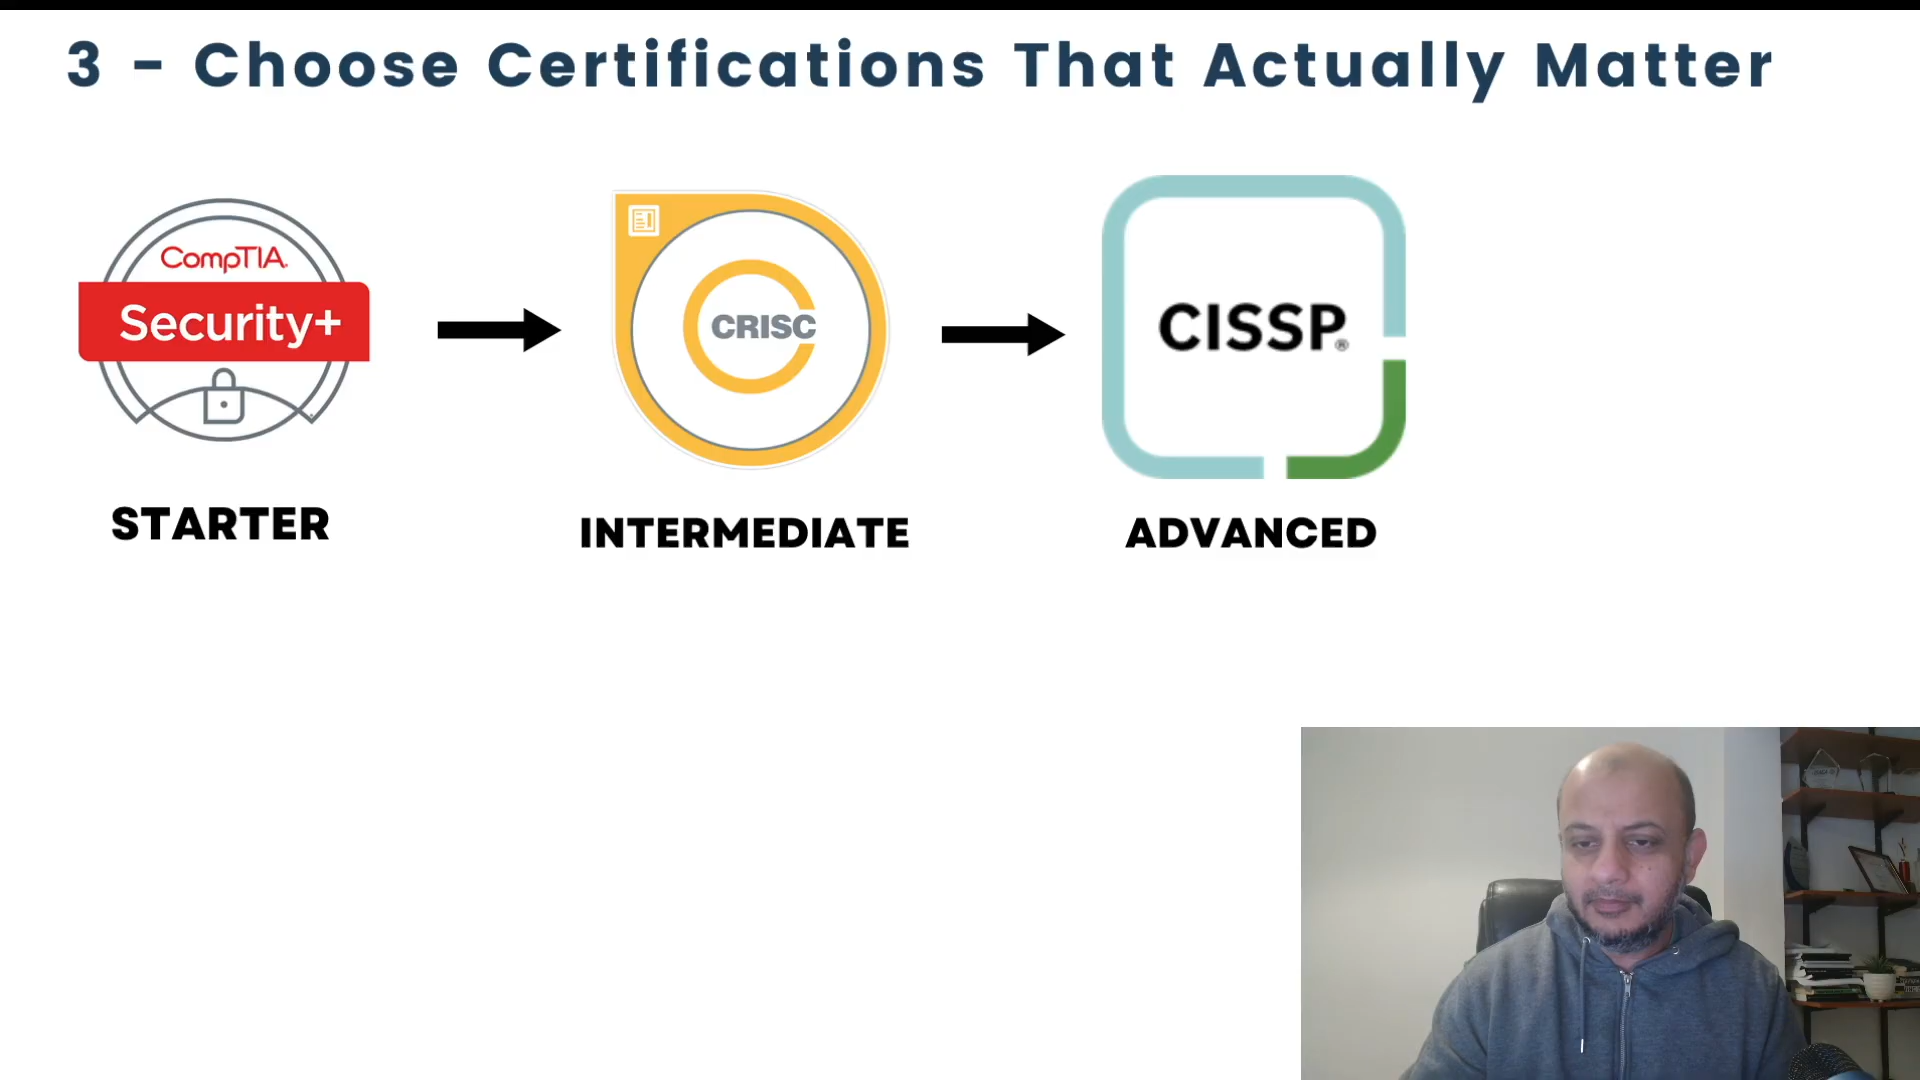 3 - Choose Certifications That Actually Matter
CompTIA.
Security+
CRISC
CISSP®
STARTER
INTERMEDIATE
ADVANCED